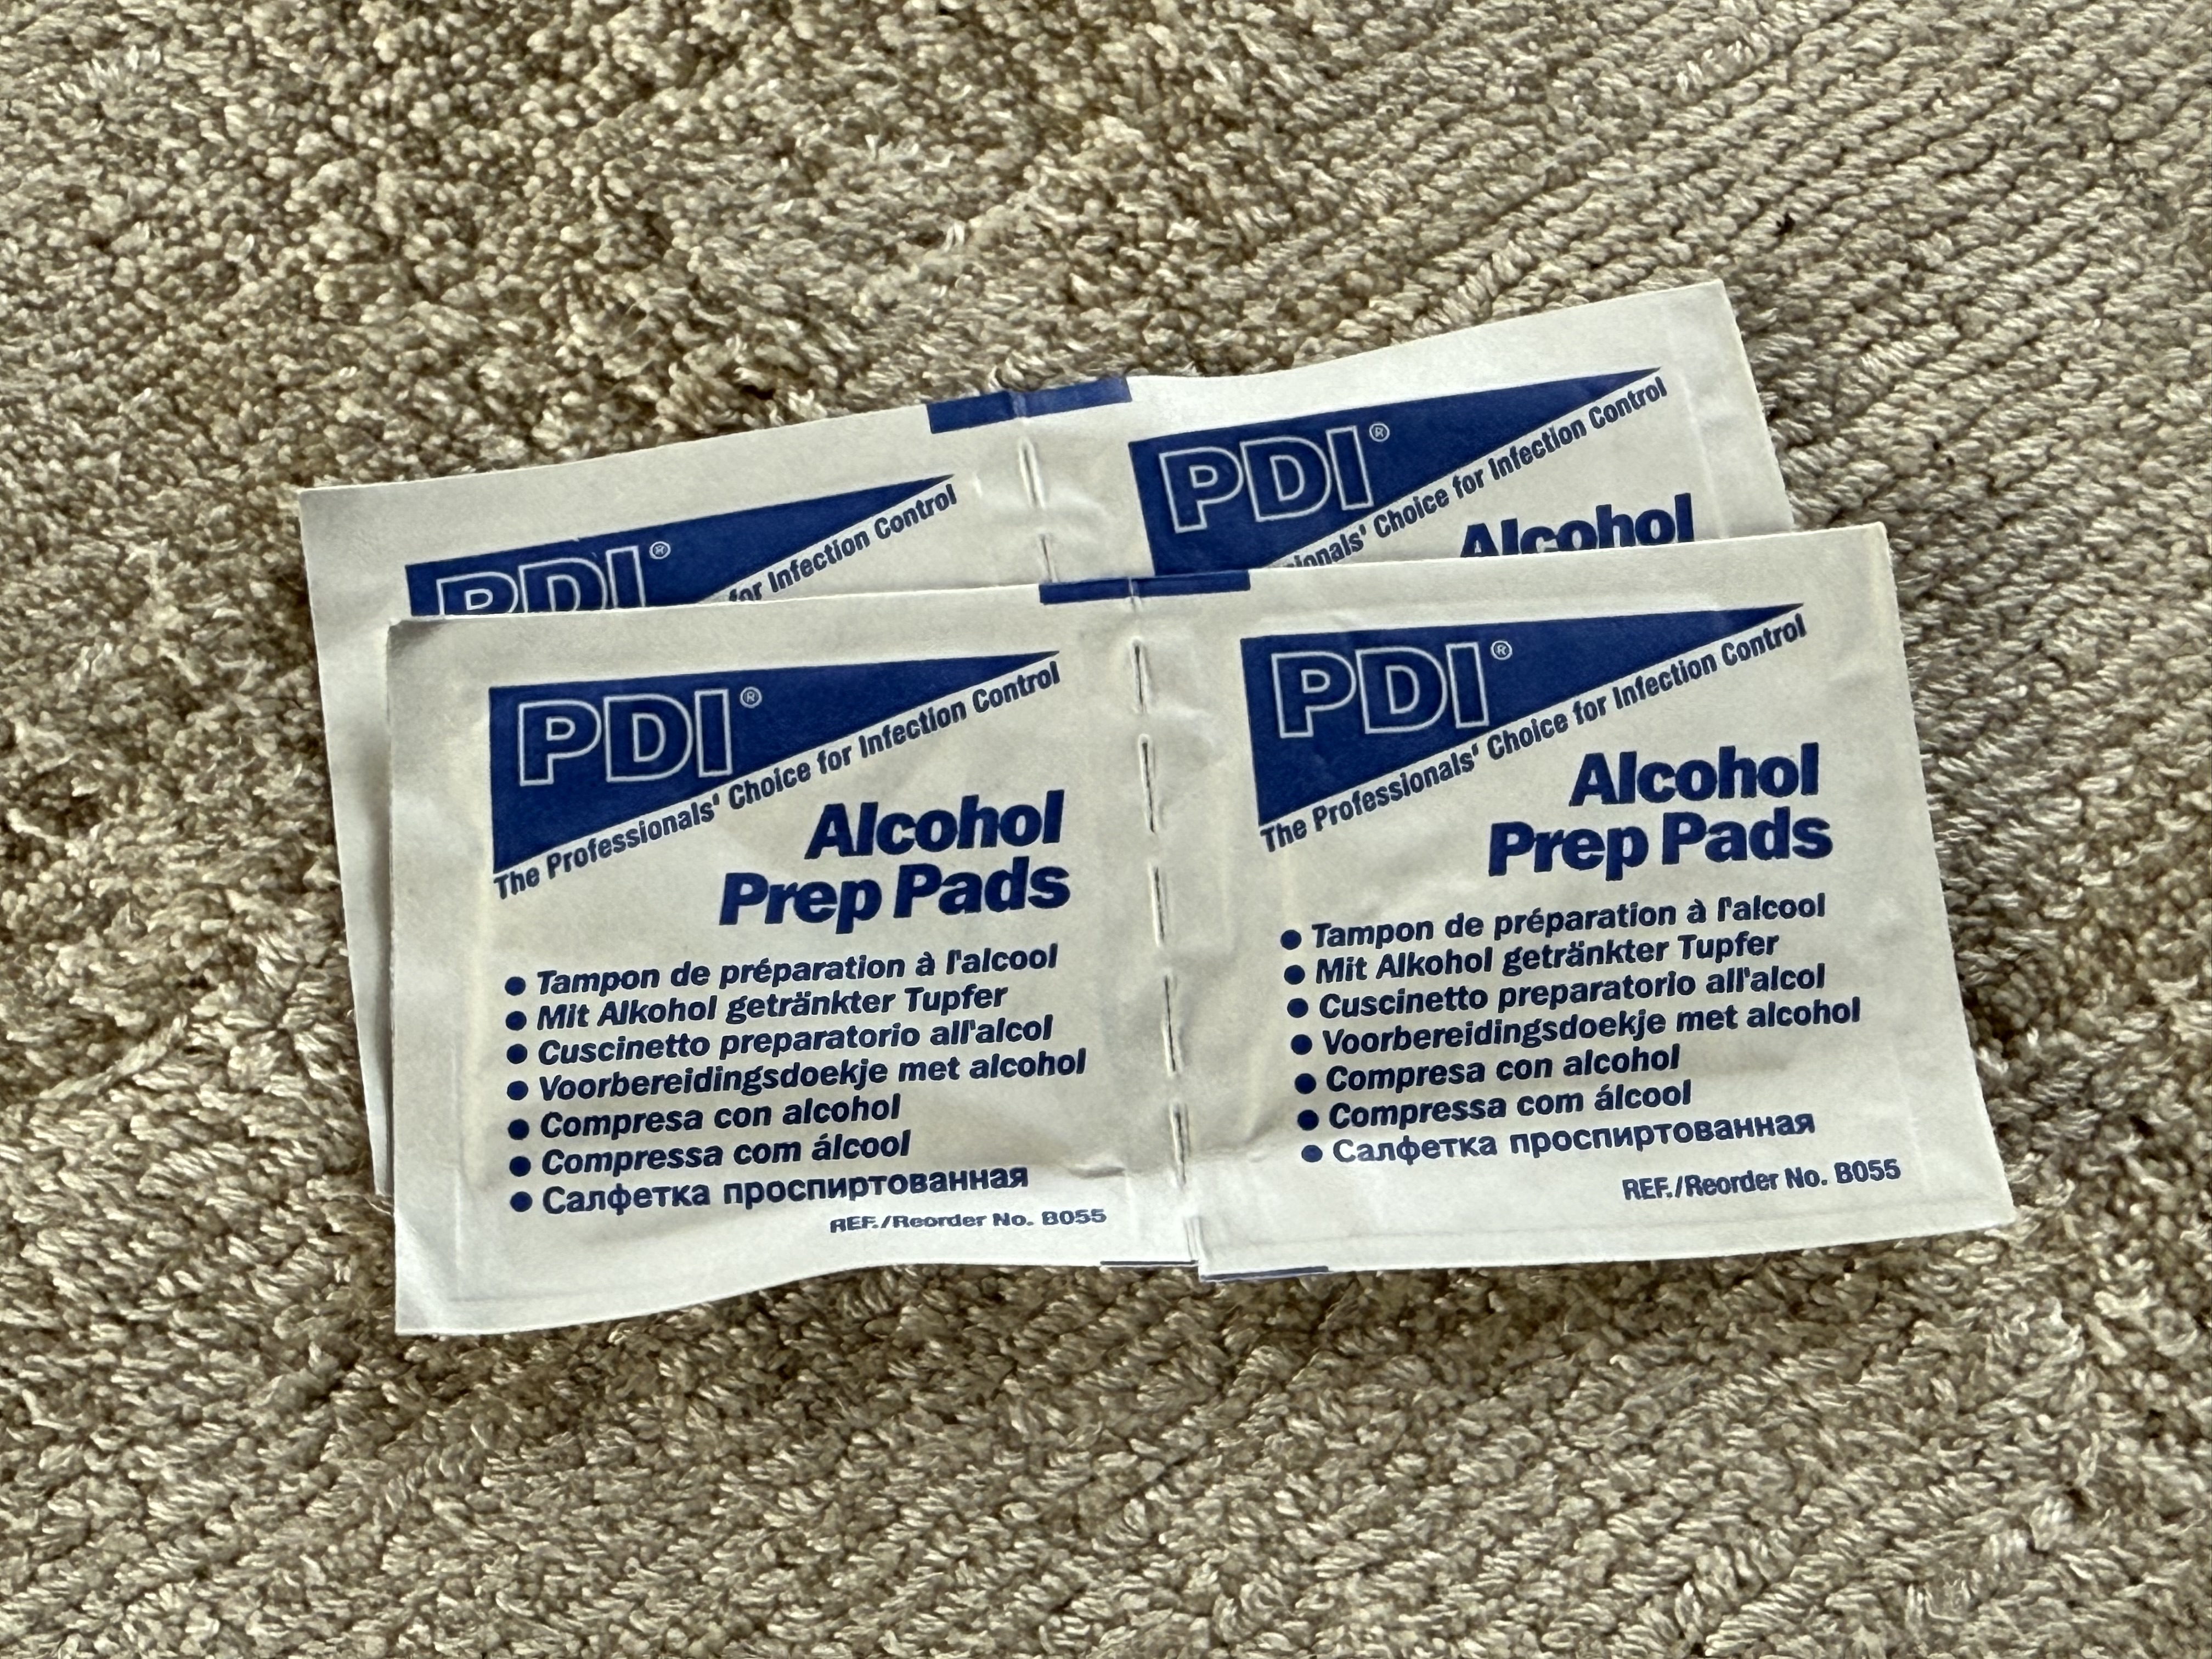 PDI®
for Infection Control
PDI®
Choice for Infection Control
Alcohol
PDI®
The Professionals' Choice for Infection Control
Alcohol
Prep Pads
● Tampon de préparation à l'alcool
● Mit Alkohol getränkter Tupfer
● Cuscinetto preparatorio all'alcol
● Voorbereidingsdoekje met alcohol
● Compresa con alcohol
● Compressa com álcool
● Салфетка проспиртованная
REF./Reorder No. B055
PDI®
The Professionals' Choice for Infection Control
Alcohol
Prep Pads
● Tampon de préparation à l'alcool
● Mit Alkohol getränkter Tupfer
● Cuscinetto preparatorio all'alcol
● Voorbereidingsdoekje met alcohol
● Compresa con alcohol
● Compressa com álcool
● Салфетка проспиртованная
REF./Reorder No. B055